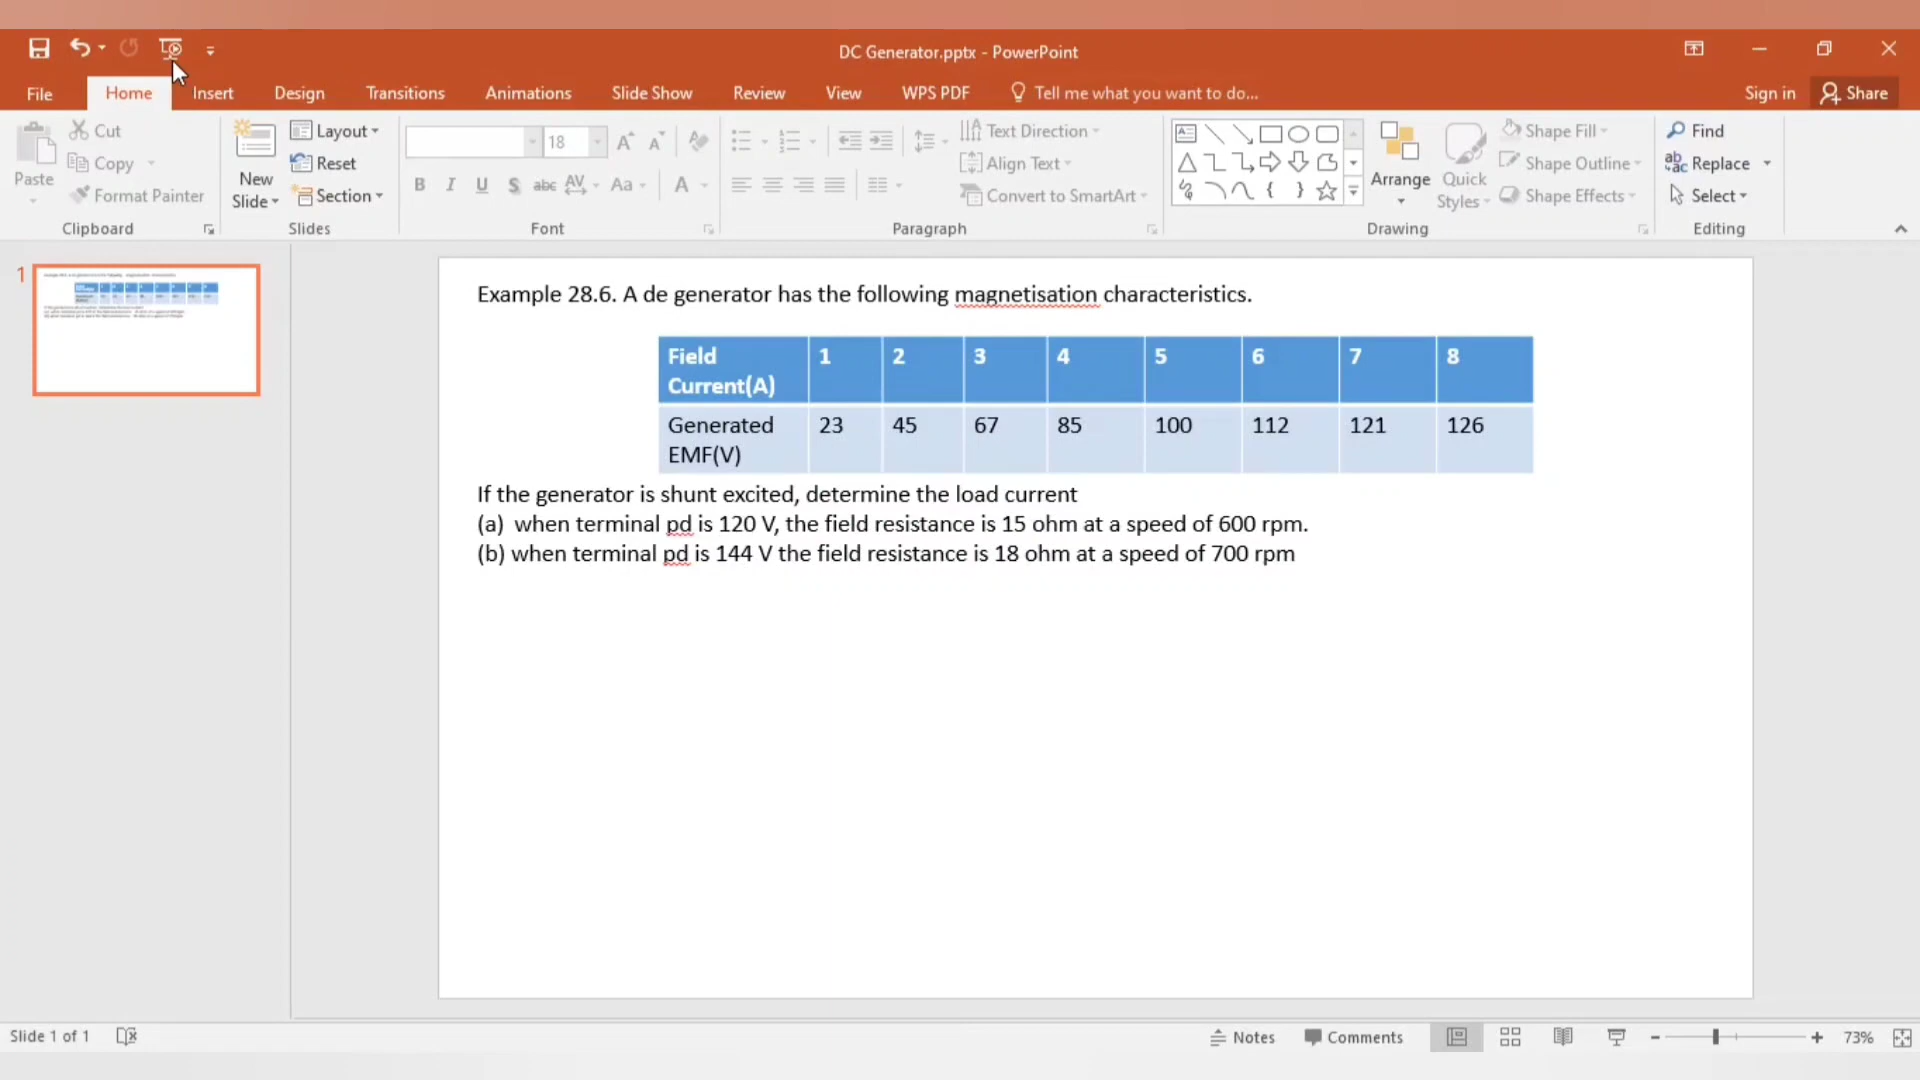 DC Generator.pptx - PowerPoint
File Home Insert Design Transitions Animations Slide Show Review View WPS PDF Tell me what you want to do... Sign in Share
Paste
Cut
Copy
Format Painter
Clipboard
New
Slide
Layout
Reset
Section
Slides
18
B I U S abc AV Aa A
Font
Text Direction
Align Text
Convert to SmartArt
Paragraph
Arrange
Quick
Styles
Shape Fill
Shape Outline
Shape Effects
Drawing
Find
Replace
Select
Editing
1
Example 28.6. A de generator has the following magnetisation characteristics.
Field Current(A) 1 2 3 4 5 6 7 8
Generated EMF(V) 23 45 67 85 100 112 121 126
If the generator is shunt excited, determine the load current
(a) when terminal pd is 120 V, the field resistance is 15 ohm at a speed of 600 rpm.
(b) when terminal pd is 144 V the field resistance is 18 ohm at a speed of 700 rpm
Slide 1 of 1 Notes Comments 73%